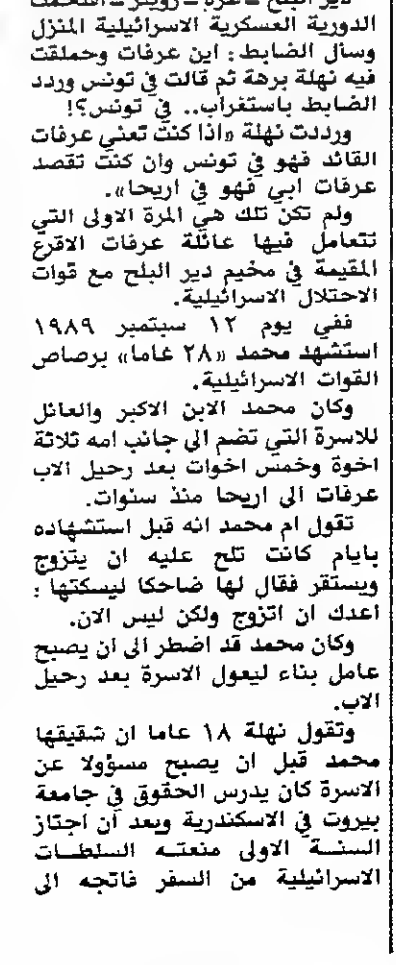 دير البلح - غزة - رويتر - اقتحمت
الدورية العسكرية الاسرائيلية المنزل
وسأل الضابط : اين عرفات وحملقت
فيه نهلة برهة ثم قالت في تونس وردد
الضابط باستغراب.. في تونس؟!
ورددت نهلة «اذا كنت تعني عرفات
القائد فهو في تونس وان كنت تقصد
عرفات ابي فهو في اريحا».
ولم تكن تلك هي المرة الاولى التي
تتعامل فيها عائلة عرفات الاقرع
المقيمة في مخيم دير البلح مع قوات
الاحتلال الاسرائيلية.
ففي يوم ١٢ سبتمبر ١٩٨٩
استشهد محمد «٢٨ عاما» برصاص
القوات الاسرائيلية.
وكان محمد الابن الاكبر والعائل
للاسرة التي تضم الى جانب امه ثلاثة
اخوة وخمس اخوات بعد رحيل الاب
عرفات الى اريحا منذ سنوات.
تقول ام محمد انه قبل استشهاده
بايام كانت تلح عليه ان يتزوج
ويستقر فقال لها ضاحكا ليسكتها :
اعدك ان اتزوج ولكن ليس الان.
وكان محمد قد اضطر الى ان يصبح
عامل بناء ليعول الاسرة بعد رحيل
الاب.
وتقول نهلة ١٨ عاما ان شقيقها
محمد قبل ان يصبح مسؤولا عن
الاسرة كان يدرس الحقوق في جامعة
بيروت في الاسكندرية وبعد ان اجتاز
السنة الاولى منعته السلطات
الاسرائيلية من السفر فاتجه الى